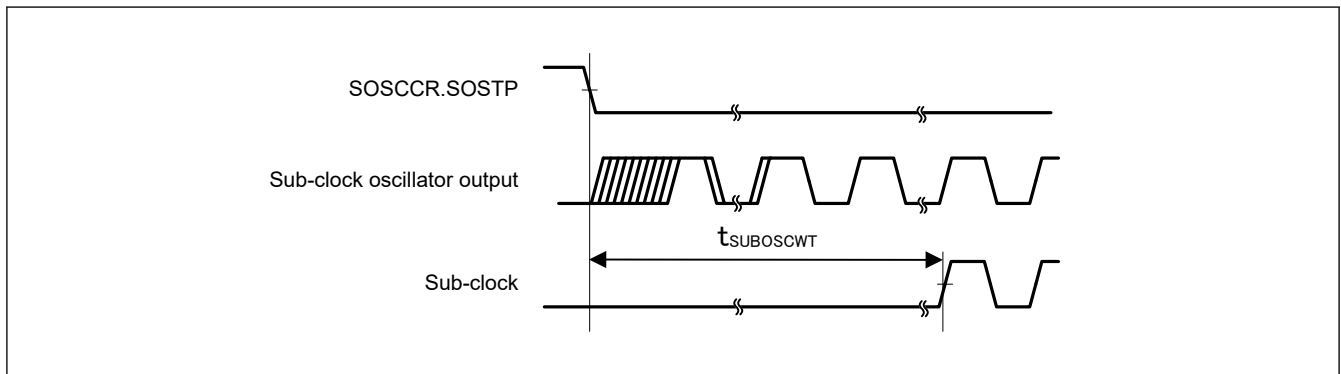 SOSCCR.SOSTP
Sub-clock oscillator output
tSUBOSCWT
Sub-clock